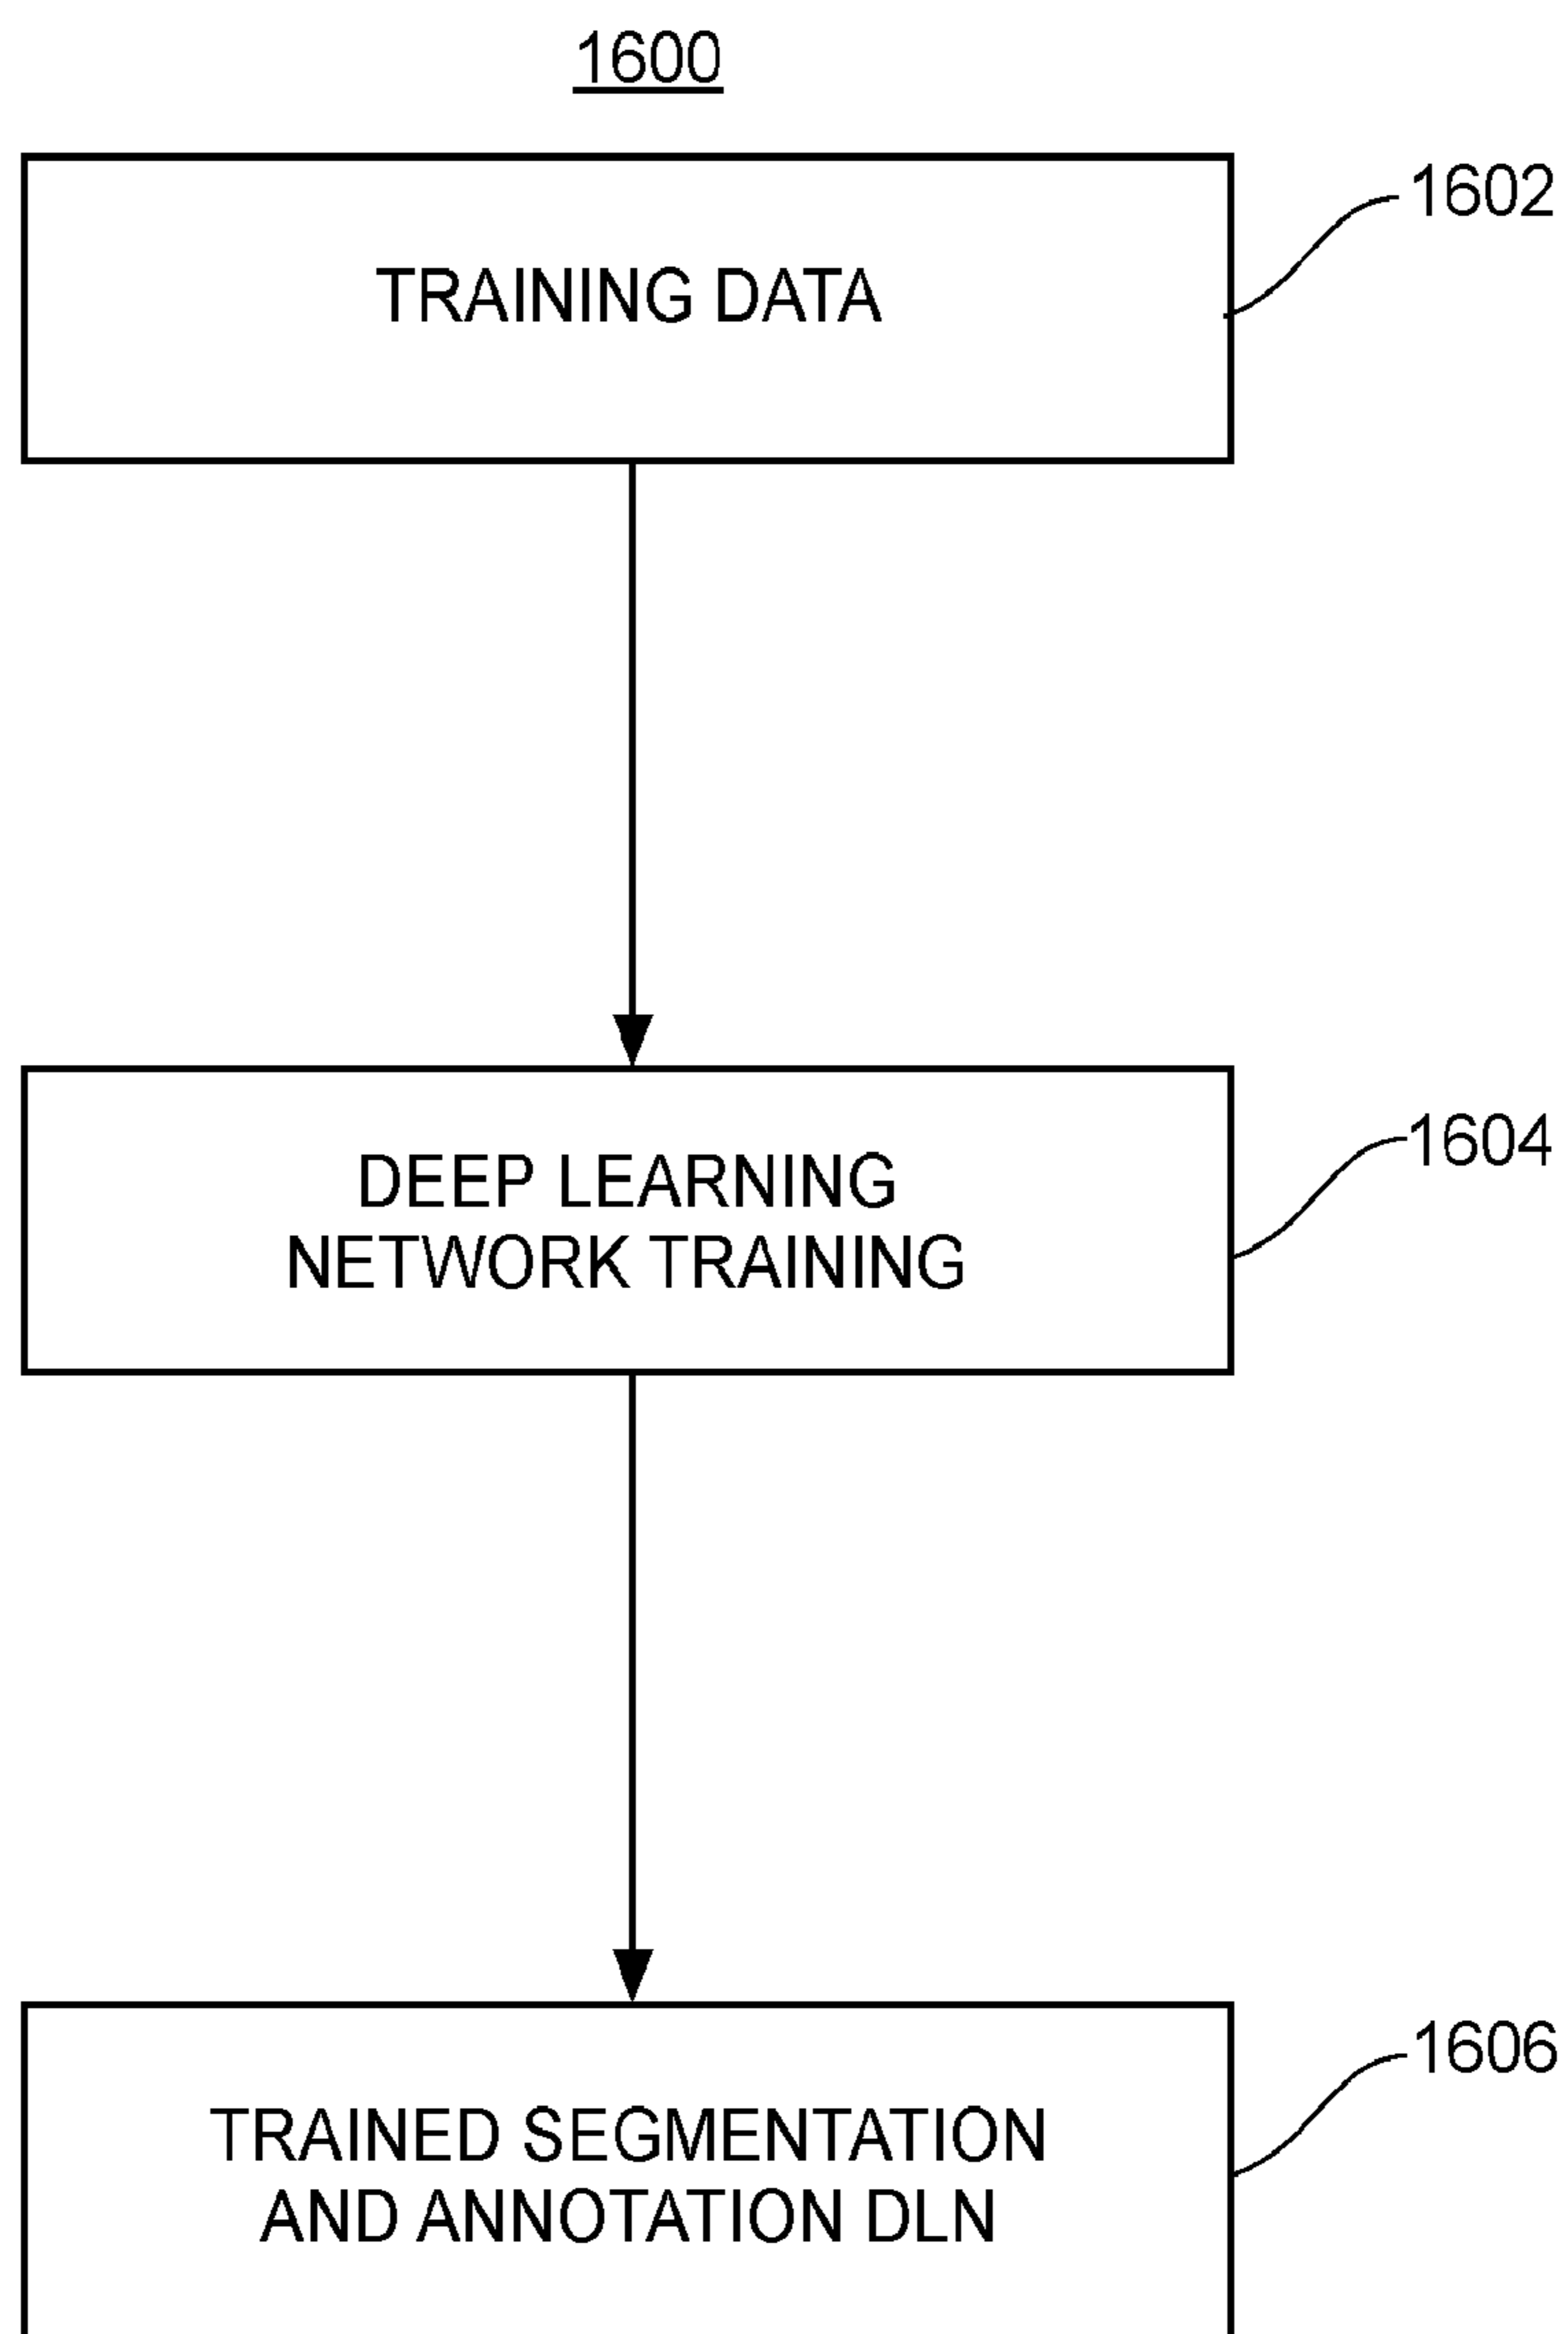 1600
1602
TRAINING DATA
1604
DEEP LEARNING
NETWORK TRAINING
1606
TRAINED SEGMENTATION
AND ANNOTATION DLN